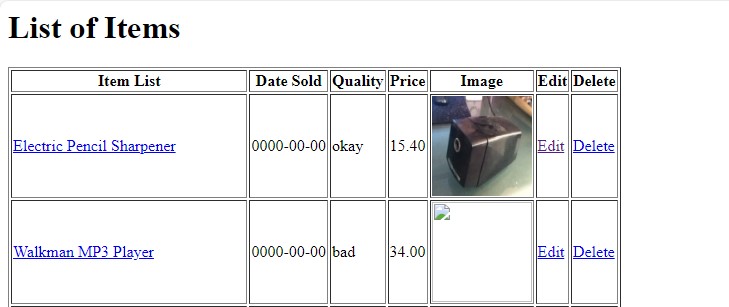 List of Items
Item List Date Sold Quality Price Image Edit Delete
Electric Pencil Sharpener 0000-00-00 okay 15.40 Edit Delete
Walkman MP3 Player 0000-00-00 bad 34.00 Edit Delete